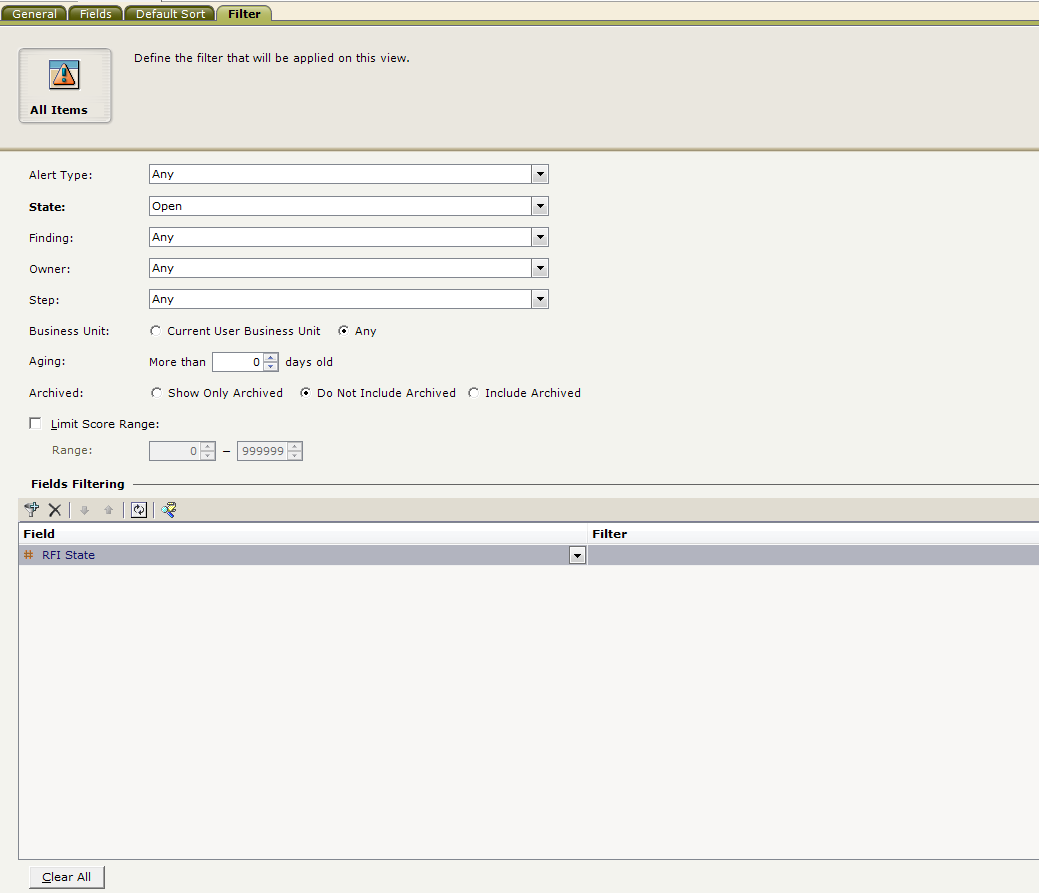 General Fields Default Sort Filter
Define the filter that will be applied on this view.
All Items
Alert Type: Any
State: Open
Finding: Any
Owner: Any
Step: Any
Business Unit: Current User Business Unit Any
Aging: More than 0 days old
Archived: Show Only Archived Do Not Include Archived Include Archived
Limit Score Range:
Range: 0 – 999999
Fields Filtering
Field Filter
# RFI State
Clear All